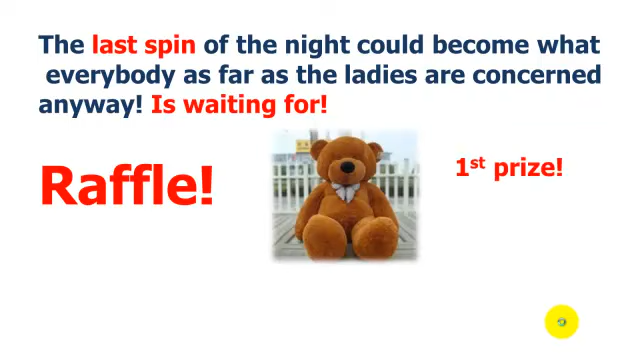 The last spin of the night could become what
everybody as far as the ladies are concerned
anyway! Is waiting for!
Raffle!
1st prize!